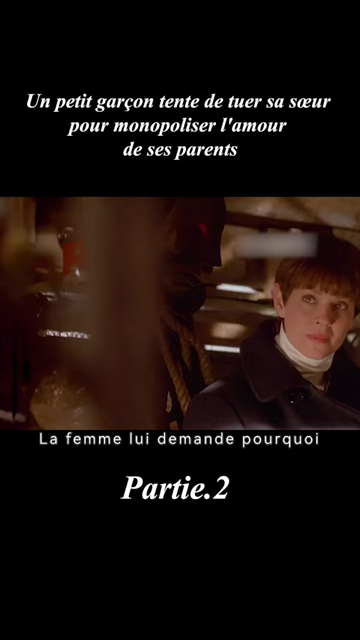 Un petit garçon tente de tuer sa sœur
pour monopoliser l'amour
de ses parents
La femme lui demande pourquoi
Partie.2